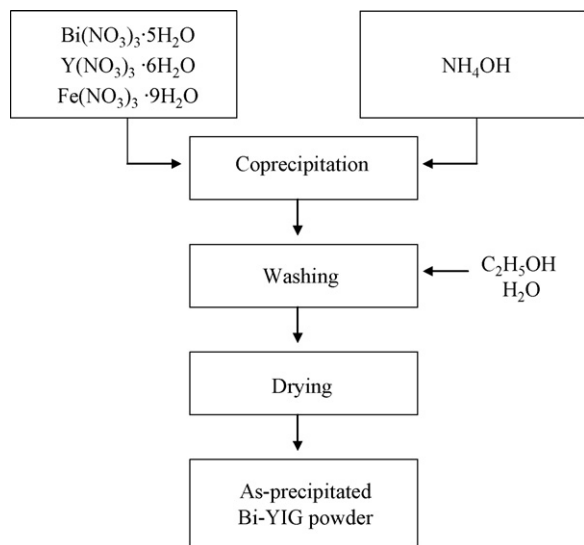 Bi(NO₃)₃·5H₂O
Y(NO₃)₃ ·6H₂O
Fe(NO₃)₃ ·9H₂O
NH₄OH
Coprecipitation
Washing
C₂H₅OH
H₂O
Drying
As-precipitated
Bi-YIG powder